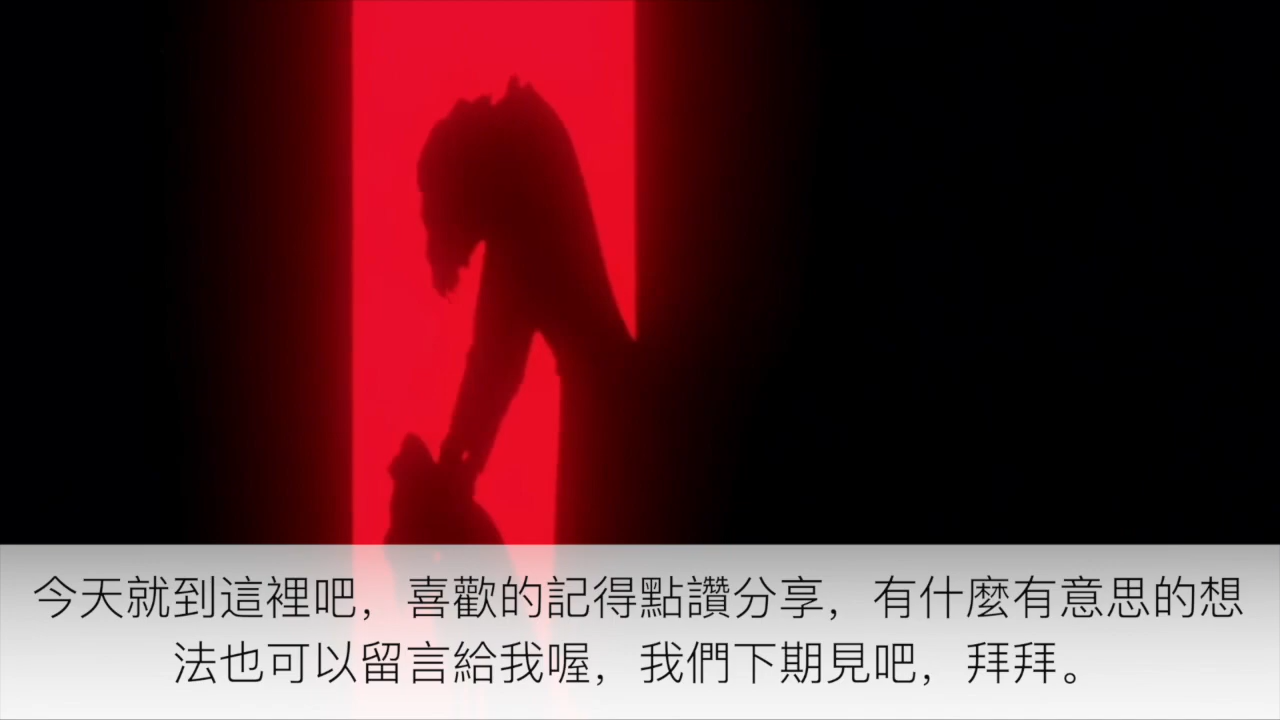 今天就到這裡吧，喜歡的記得點讚分享，有什麼有意思的想
法也可以留言給我喔，我們下期見吧，拜拜。